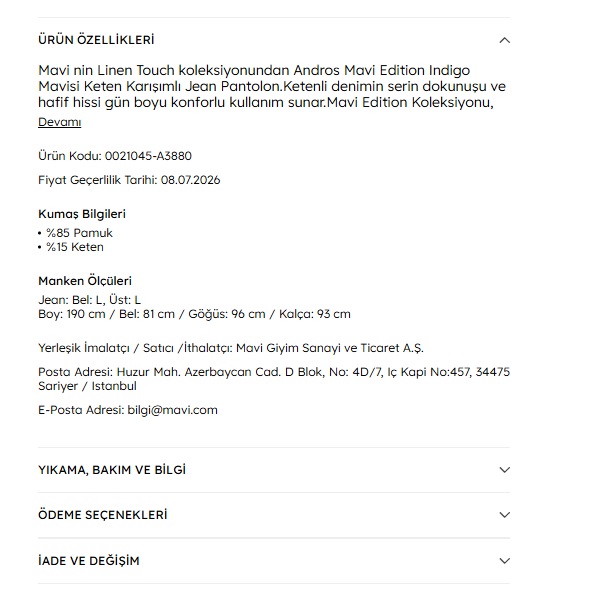 ÜRÜN ÖZELLİKLERİ
Mavi nin Linen Touch koleksiyonundan Andros Mavi Edition Indigo
Mavisi Keten Karışımlı Jean Pantolon.Ketenli denimin serin dokunuşu ve
hafif hissi gün boyu konforlu kullanım sunar.Mavi Edition Koleksiyonu,
Devamı
Ürün Kodu: 0021045-A3880
Fiyat Geçerlilik Tarihi: 08.07.2026
Kumaş Bilgileri
• %85 Pamuk
• %15 Keten
Manken Ölçüleri
Jean: Bel: L, Üst: L
Boy: 190 cm / Bel: 81 cm / Göğüs: 96 cm / Kalça: 93 cm
Yerleşik İmalatçı / Satıcı /İthalatçı: Mavi Giyim Sanayi ve Ticaret A.Ş.
Posta Adresi: Huzur Mah. Azerbaycan Cad. D Blok, No: 4D/7, Iç Kapi No:457, 34475
Sariyer / Istanbul
E-Posta Adresi: bilgi@mavi.com
YIKAMA, BAKIM VE BİLGİ
ÖDEME SEÇENEKLERİ
İADE VE DEĞİŞİM